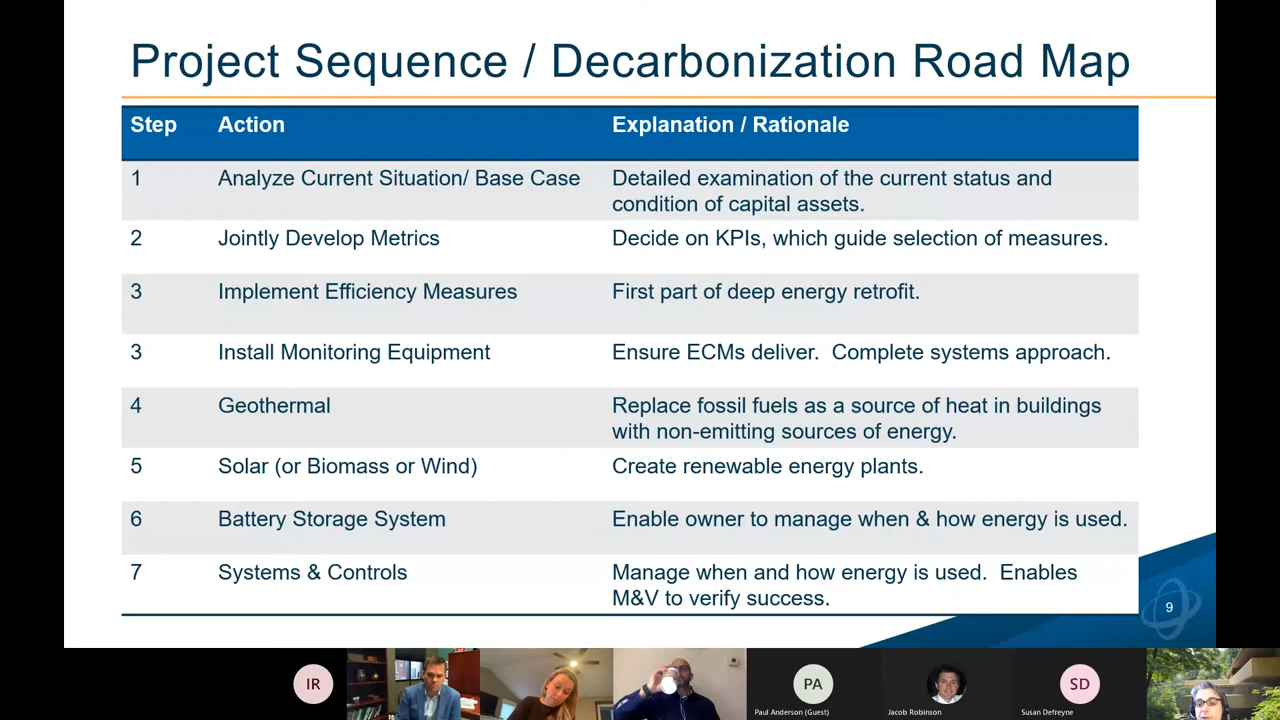 Project Sequence / Decarbonization Road Map
Step Action Explanation / Rationale
1 Analyze Current Situation/ Base Case Detailed examination of the current status and
condition of capital assets.
2 Jointly Develop Metrics Decide on KPIs, which guide selection of measures.
3 Implement Efficiency Measures First part of deep energy retrofit.
3 Install Monitoring Equipment Ensure ECMs deliver.  Complete systems approach.
4 Geothermal Replace fossil fuels as a source of heat in buildings
with non-emitting sources of energy.
5 Solar (or Biomass or Wind) Create renewable energy plants.
6 Battery Storage System Enable owner to manage when & how energy is used.
7 Systems & Controls Manage when and how energy is used.  Enables
M&V to verify success.
9
IR
PA
SD
Paul Anderson (Guest)
Jacob Robinson
Susan Defreyne